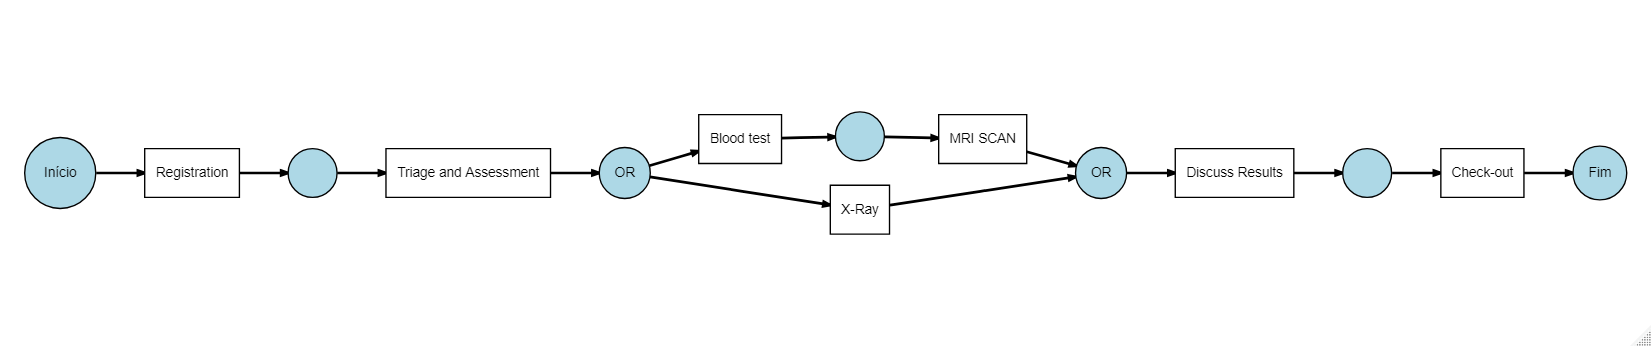 Início
Registration
Triage and Assessment
OR
Blood test
MRI SCAN
X-Ray
OR
Discuss Results
Check-out
Fim